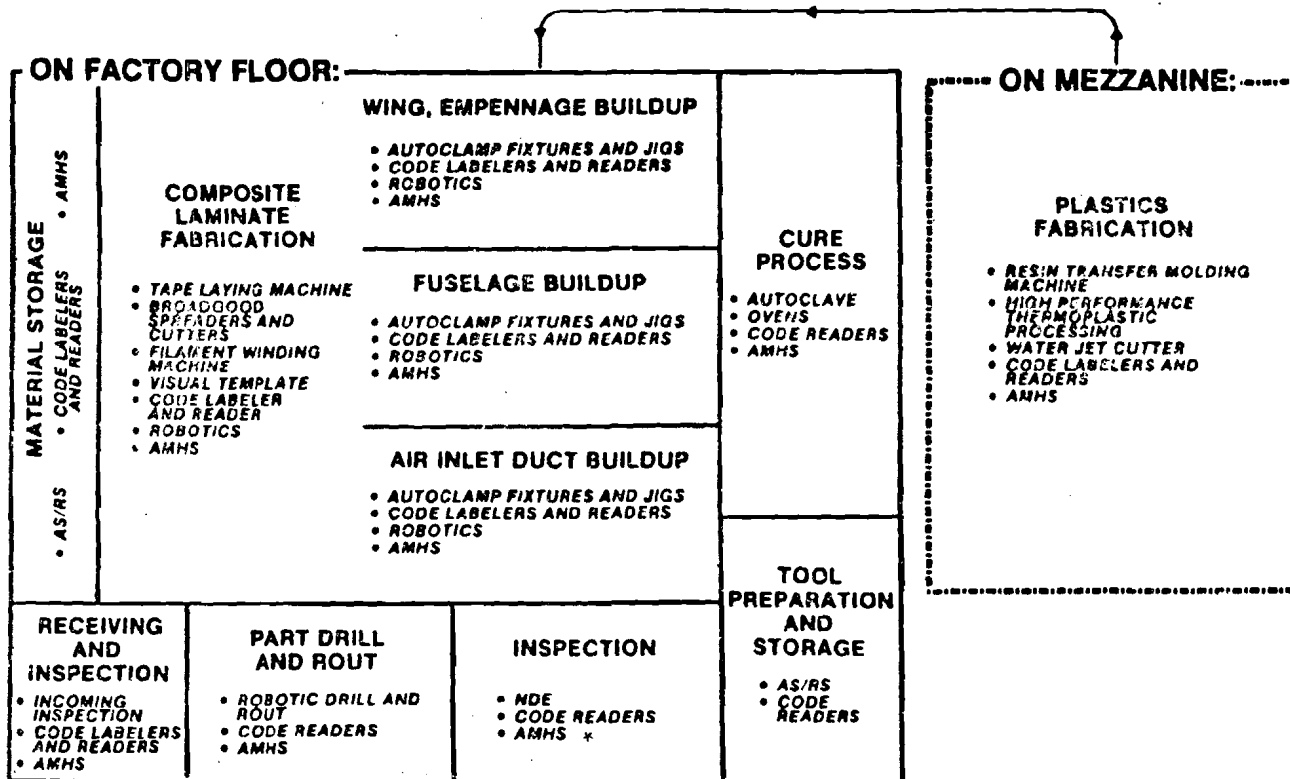 ON FACTORY FLOOR:
MATERIAL STORAGE
• AS/RS
• CODE LABELERS
AND READERS
• AMHS
COMPOSITE
LAMINATE
FABRICATION
• TAPE LAYING MACHINE
• BROADGOOD
SPREADERS AND
CUTTERS
• FILAMENT WINDING
MACHINE
• VISUAL TEMPLATE
• CODE LABELER
AND READER
• ROBOTICS
• AMHS
WING, EMPENNAGE BUILDUP
• AUTOCLAMP FIXTURES AND JIGS
• CODE LABELERS AND READERS
• ROBOTICS
• AMHS
FUSELAGE BUILDUP
• AUTOCLAMP FIXTURES AND JIGS
• CODE LABELERS AND READERS
• ROBOTICS
• AMHS
AIR INLET DUCT BUILDUP
• AUTOCLAMP FIXTURES AND JIGS
• CODE LABELERS AND READERS
• ROBOTICS
• AMHS
CURE
PROCESS
• AUTOCLAVE
• OVENS
• CODE READERS
• AMHS
RECEIVING
AND
INSPECTION
• INCOMING
INSPECTION
• CODE LABELERS
AND READERS
• AMHS
PART DRILL
AND ROUT
• ROBOTIC DRILL AND
ROUT
• CODE READERS
• AMHS
INSPECTION
• NDE
• CODE READERS
• AMHS *
TOOL
PREPARATION
AND
STORAGE
• AS/RS
• CODE
READERS
ON MEZZANINE:
PLASTICS
FABRICATION
• RESIN TRANSFER MOLDING
MACHINE
• HIGH PERFORMANCE
THERMOPLASTIC
PROCESSING
• WATER JET CUTTER
• CODE LABELERS AND
READERS
• AMHS